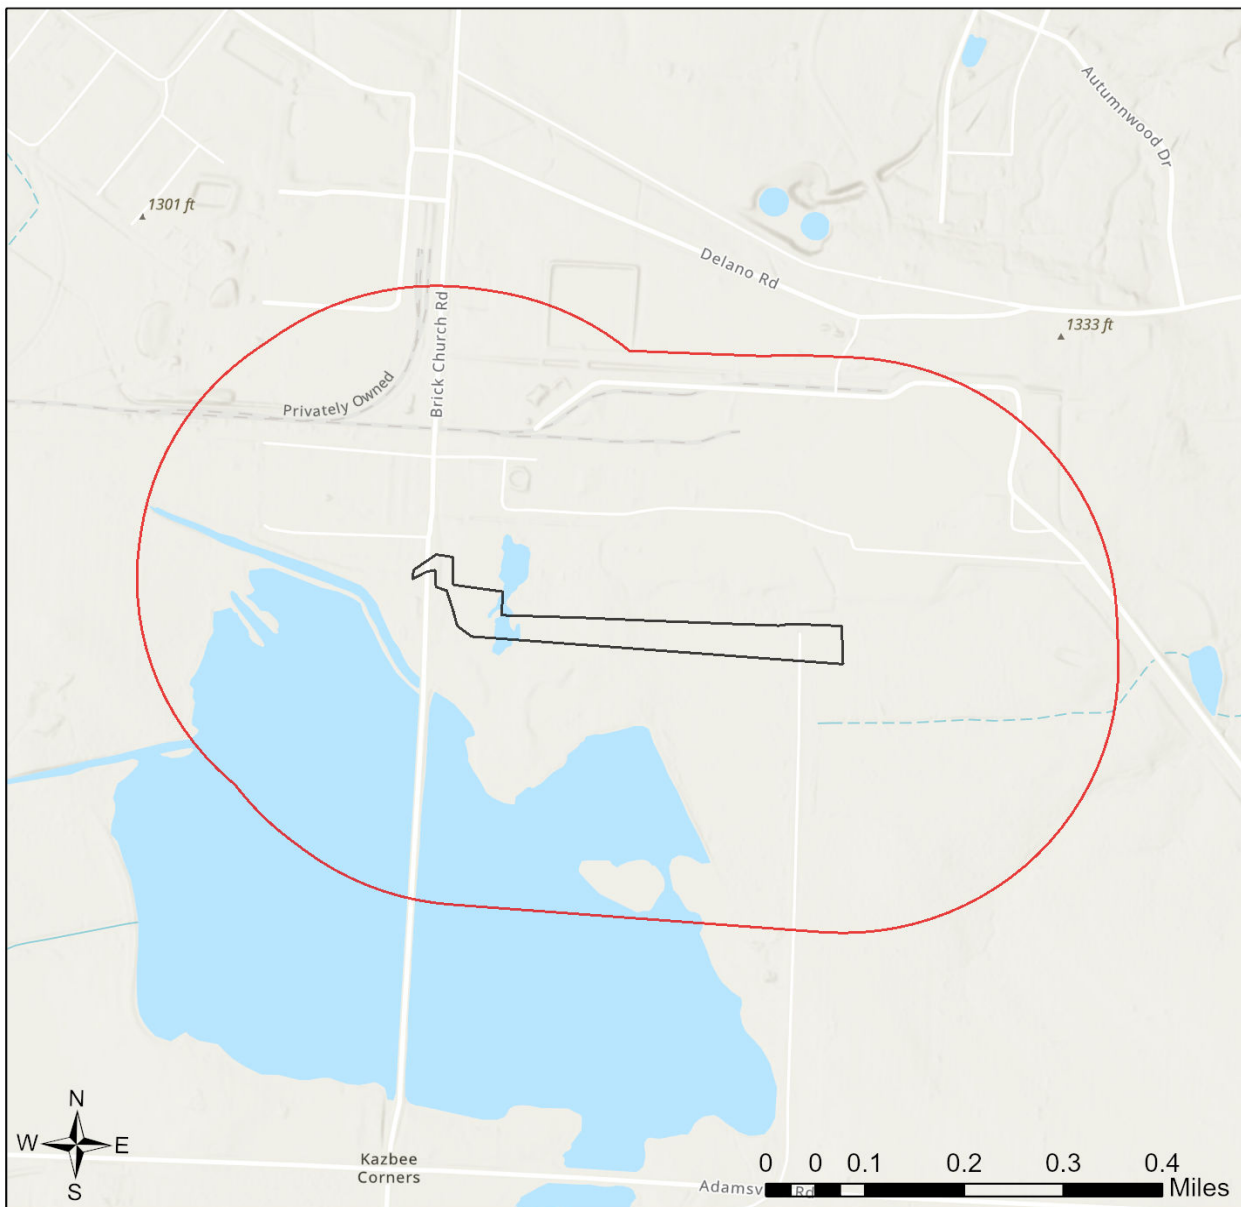 Autumnwood Dr
1301 ft
Delano Rd
1333 ft
Brick Church Rd
Privately Owned
N
W E
S
Kazbee
Corners
0 0 0.1 0.2 0.3 0.4
Miles
Adamsv Rd